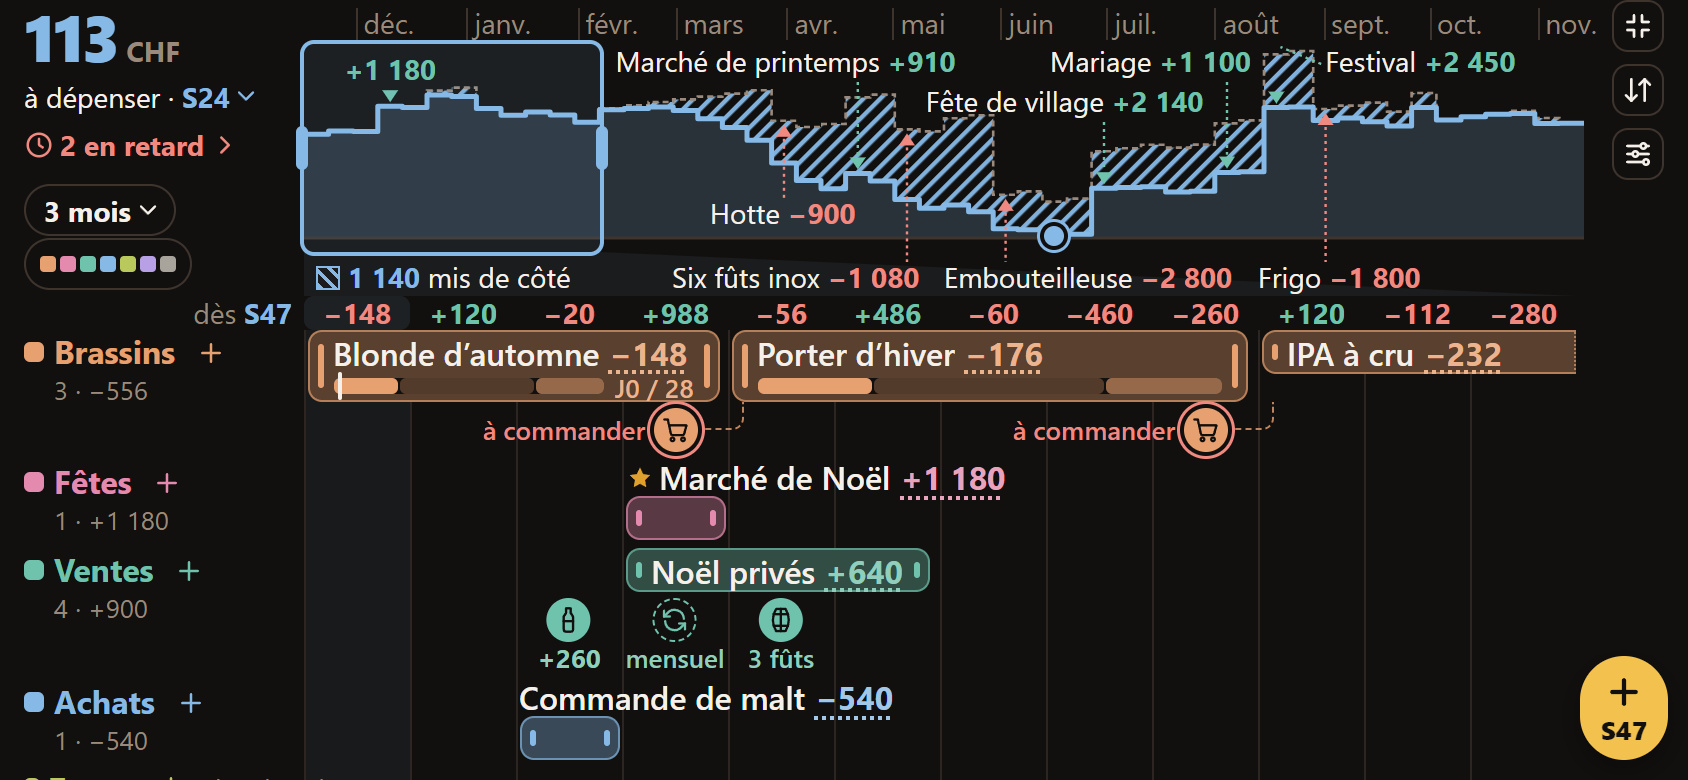 113 CHF
à dépenser · S24
2 en retard
3 mois
déc. janv. févr. mars avr. mai juin juil. août sept. oct. nov.
+1 180
Marché de printemps +910
Mariage +1 100
Festival +2 450
Fête de village +2 140
Hotte −900
1 140 mis de côté
Six fûts inox −1 080
Embouteilleuse −2 800
Frigo −1 800
dès S47
−148 +120 −20 +988 −56 +486 −60 −460 −260 +120 −112 −280
Brassins +
3 · −556
Blonde d’automne −148
J0 / 28
Porter d’hiver −176
IPA à cru −232
à commander
à commander
Fêtes +
1 · +1 180
Marché de Noël +1 180
Ventes +
4 · +900
Noël privés +640
+260
mensuel
3 fûts
Achats +
1 · −540
Commande de malt −540
+
S47